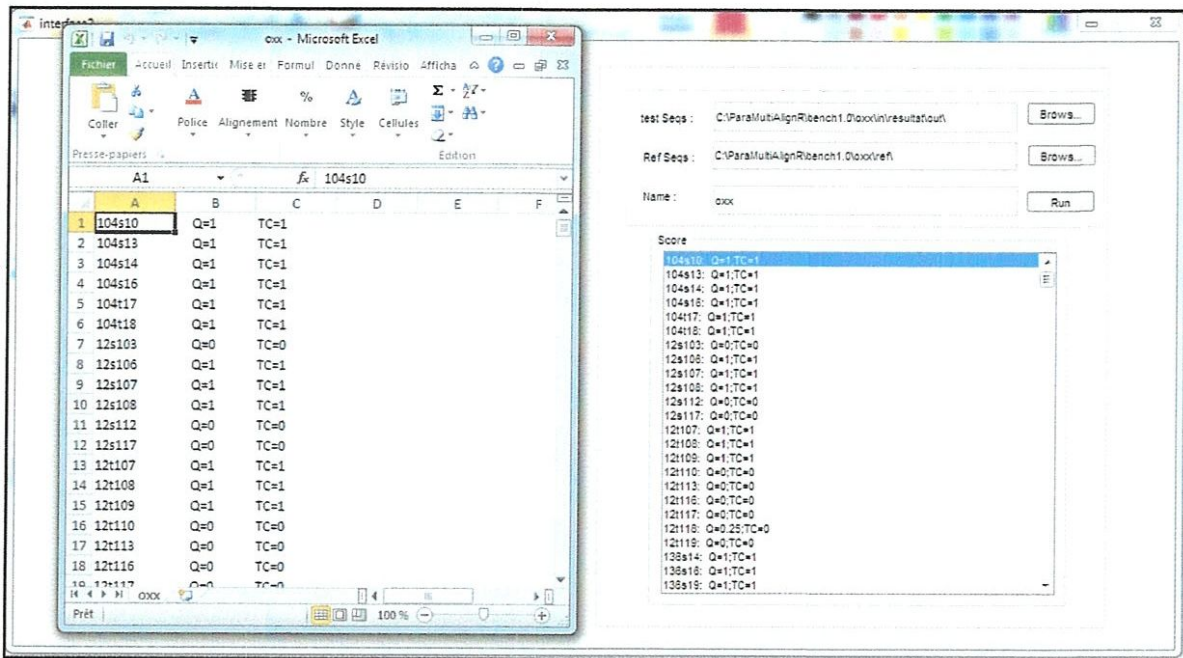 interface2
oxx - Microsoft Excel
Fichier Accueil Insertic Mise er Formul Donne Révisio Afficha
Coller Police Alignement Nombre Style Cellules
Presse-papiers Édition
A1 fx 104s10
A B C D E F
1 104s10 Q=1 TC=1
2 104s13 Q=1 TC=1
3 104s14 Q=1 TC=1
4 104s16 Q=1 TC=1
5 104t17 Q=1 TC=1
6 104t18 Q=1 TC=1
7 12s103 Q=0 TC=0
8 12s106 Q=1 TC=1
9 12s107 Q=1 TC=1
10 12s108 Q=1 TC=1
11 12s112 Q=0 TC=0
12 12s117 Q=0 TC=0
13 12t107 Q=1 TC=1
14 12t108 Q=1 TC=1
15 12t109 Q=1 TC=1
16 12t110 Q=0 TC=0
17 12t113 Q=0 TC=0
18 12t116 Q=0 TC=0
19 12t117 Q=0 TC=0
oxx
Prêt 100 %
test Seqs : C:\ParaMultiAlignR\bench1.0\oxx\in\resultat\out\ Brows...
Ref Seqs : C:\ParaMultiAlignR\bench1.0\oxx\ref\ Brows...
Name : oxx Run
Score
104s10: Q=1;TC=1
104s13: Q=1;TC=1
104s14: Q=1;TC=1
104s16: Q=1;TC=1
104t17: Q=1;TC=1
104t18: Q=1;TC=1
12s103: Q=0;TC=0
12s106: Q=1;TC=1
12s107: Q=1;TC=1
12s108: Q=1;TC=1
12s112: Q=0;TC=0
12s117: Q=0;TC=0
12t107: Q=1;TC=1
12t108: Q=1;TC=1
12t109: Q=1;TC=1
12t110: Q=0;TC=0
12t113: Q=0;TC=0
12t116: Q=0;TC=0
12t117: Q=0;TC=0
12t118: Q=0.25;TC=0
12t119: Q=0;TC=0
138s14: Q=1;TC=1
138s16: Q=1;TC=1
138s19: Q=1;TC=1